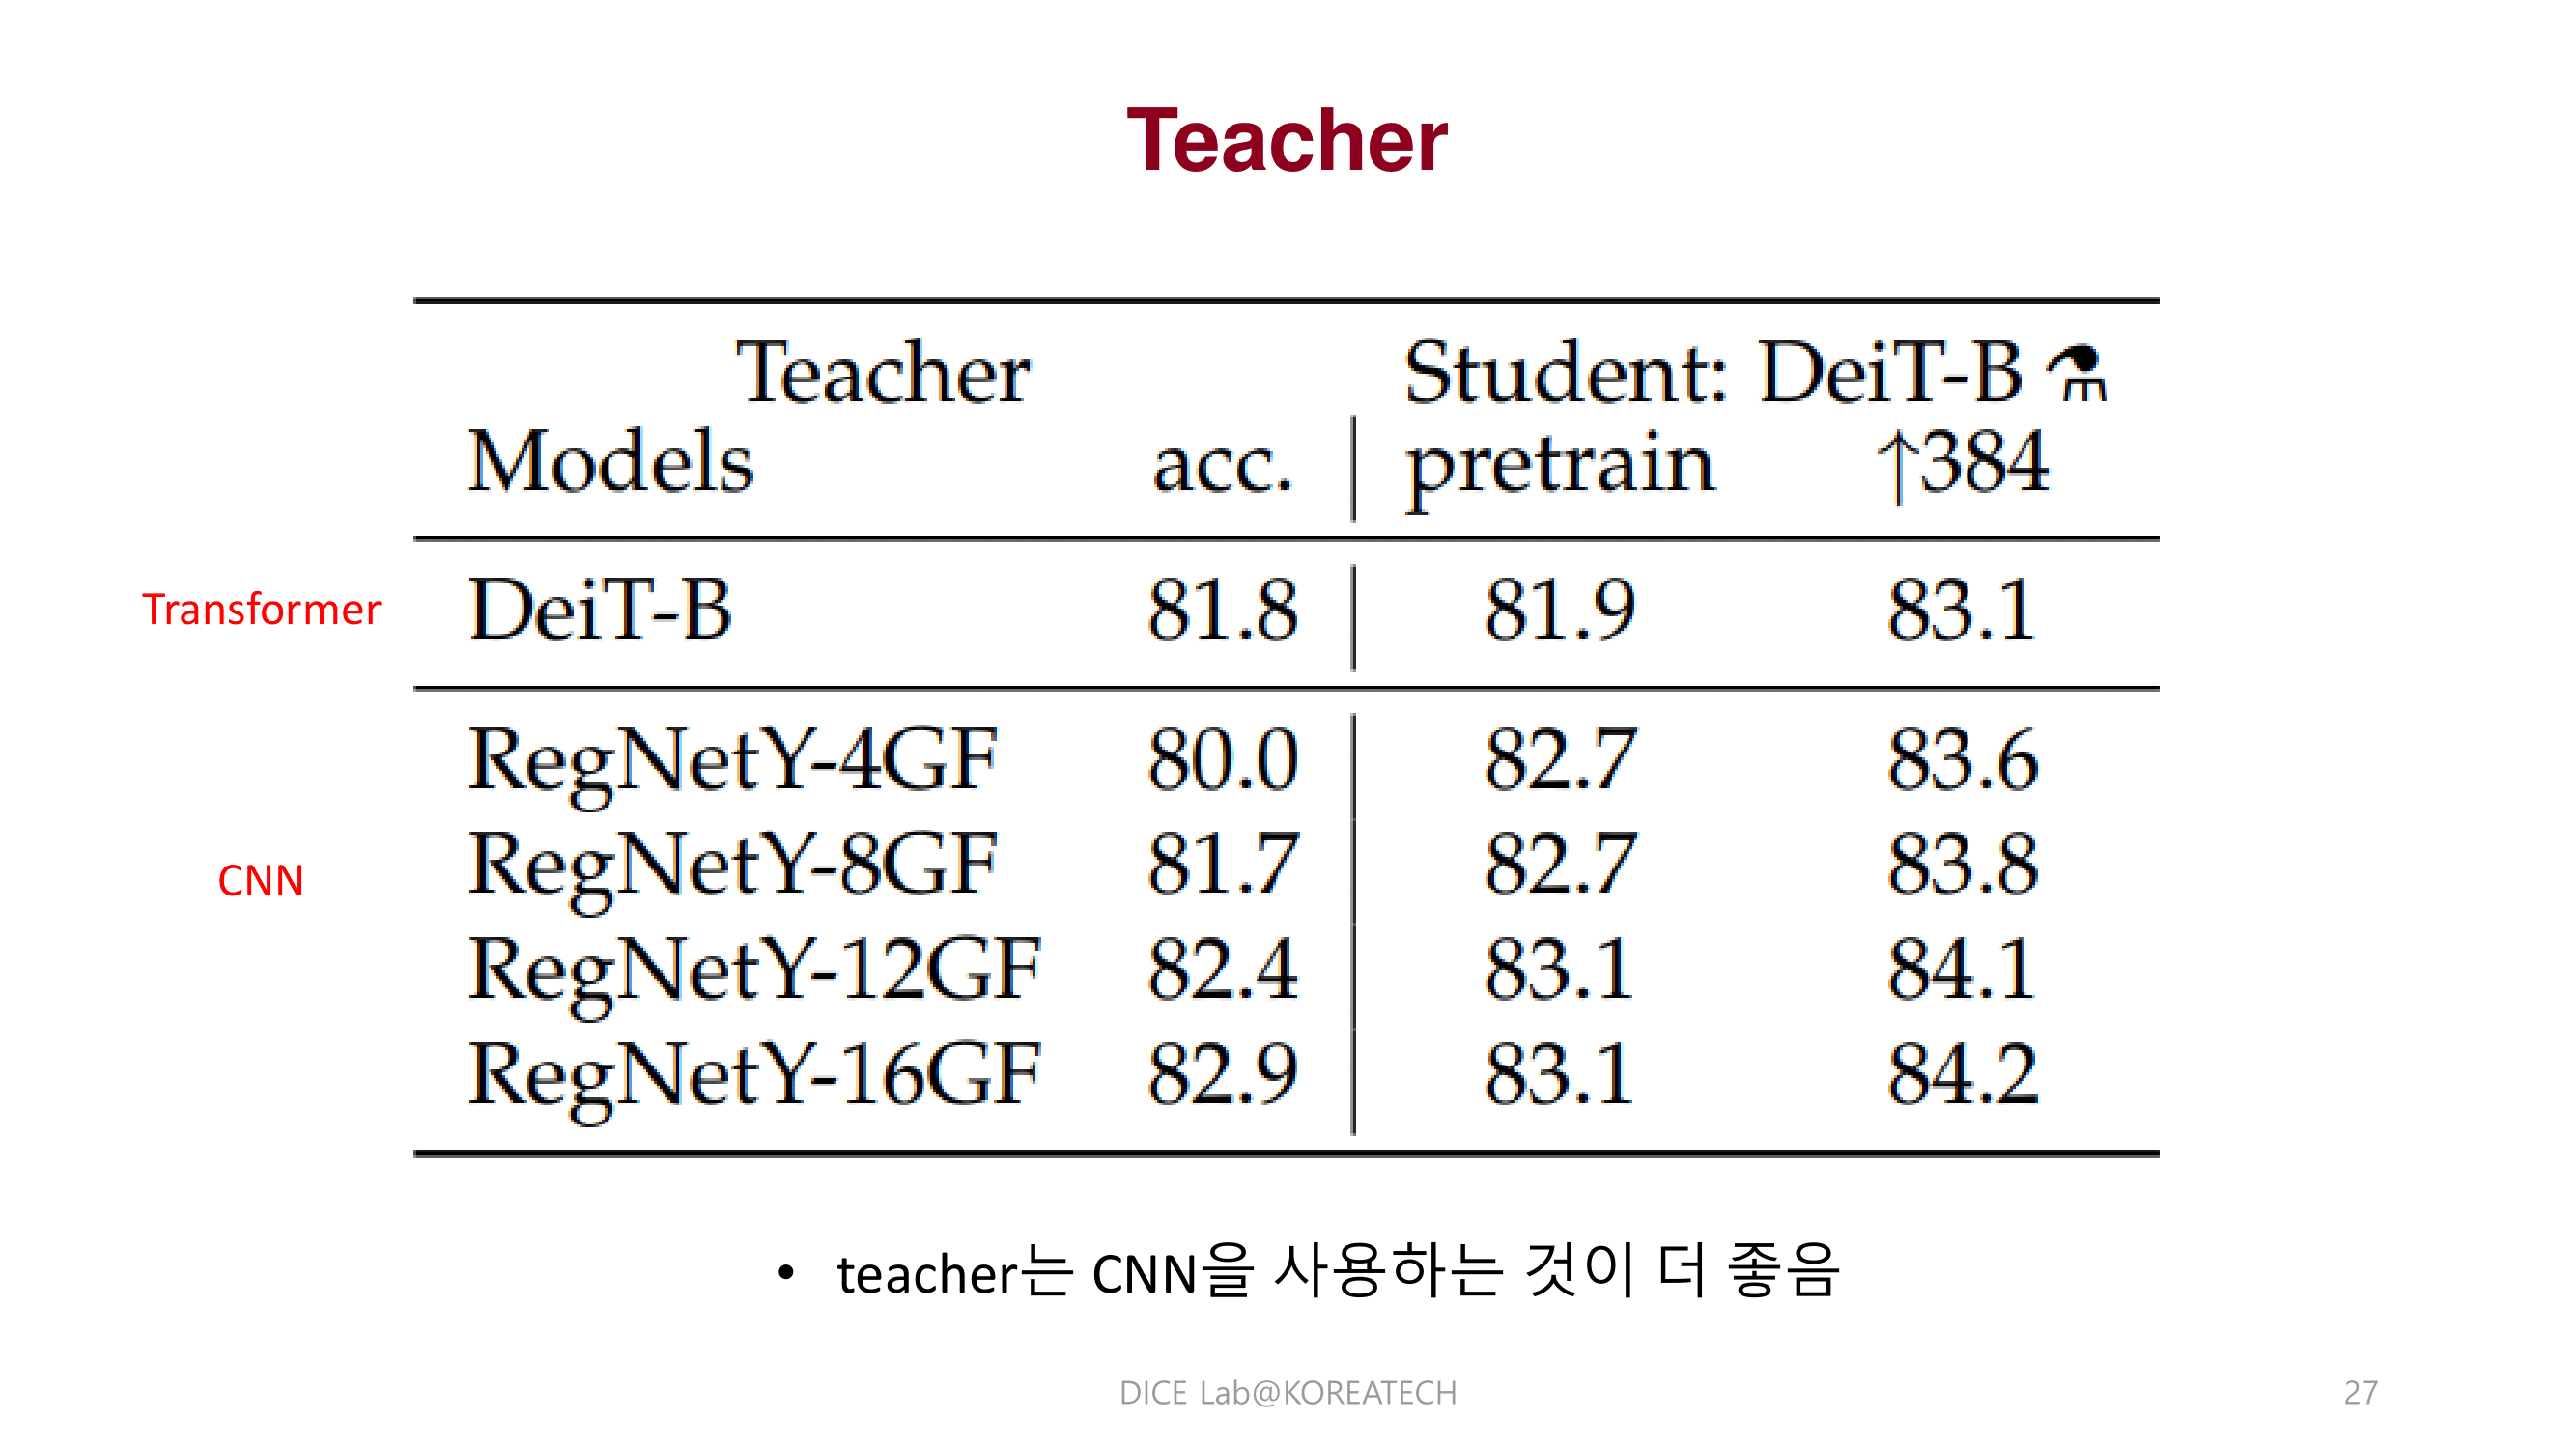 Teacher
Teacher Student: DeiT-B ⚗
Models acc. pretrain ↑384
Transformer DeiT-B 81.8 81.9 83.1
RegNetY-4GF 80.0 82.7 83.6
CNN RegNetY-8GF 81.7 82.7 83.8
RegNetY-12GF 82.4 83.1 84.1
RegNetY-16GF 82.9 83.1 84.2
• teacher는 CNN을 사용하는 것이 더 좋음
DICE Lab@KOREATECH 27